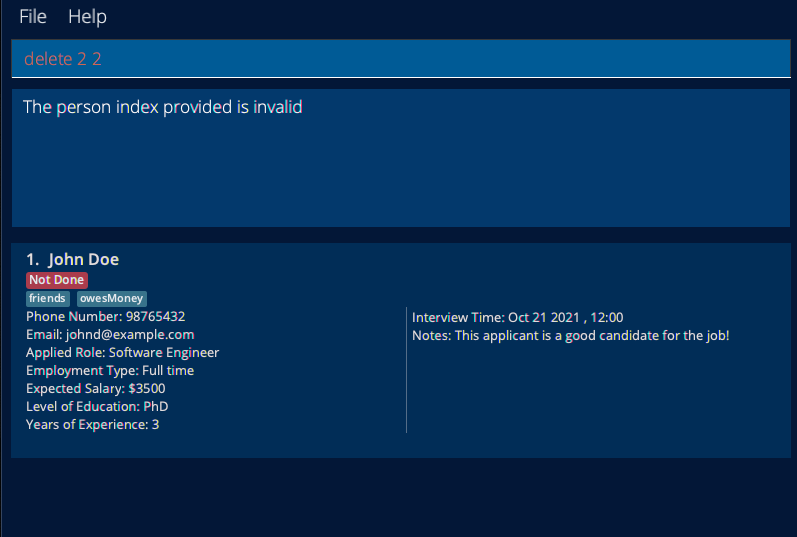 File Help
delete 2 2
The person index provided is invalid
1. John Doe
Not Done
friends owesMoney
Phone Number: 98765432
Email: johnd@example.com
Applied Role: Software Engineer
Employment Type: Full time
Expected Salary: $3500
Level of Education: PhD
Years of Experience: 3
Interview Time: Oct 21 2021 , 12:00
Notes: This applicant is a good candidate for the job!